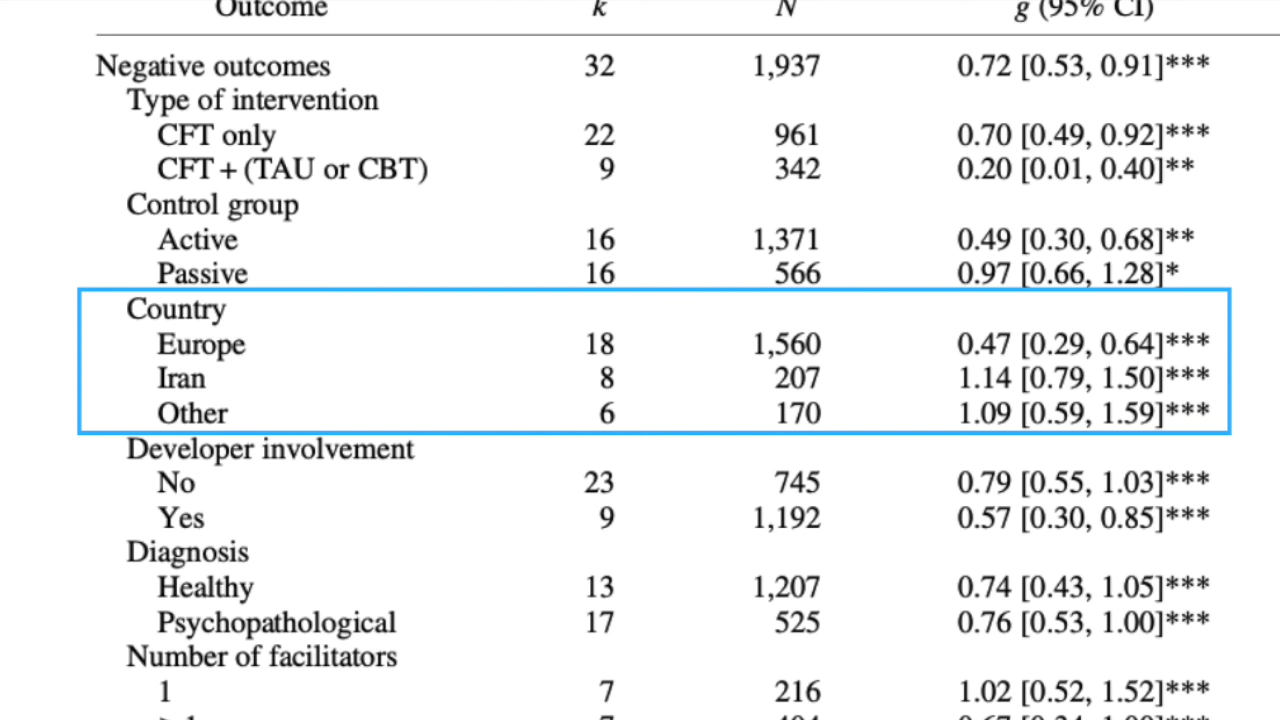 Outcome k N g (95% CI)
Negative outcomes 32 1,937 0.72 [0.53, 0.91]***
Type of intervention
CFT only 22 961 0.70 [0.49, 0.92]***
CFT + (TAU or CBT) 9 342 0.20 [0.01, 0.40]**
Control group
Active 16 1,371 0.49 [0.30, 0.68]**
Passive 16 566 0.97 [0.66, 1.28]*
Country
Europe 18 1,560 0.47 [0.29, 0.64]***
Iran 8 207 1.14 [0.79, 1.50]***
Other 6 170 1.09 [0.59, 1.59]***
Developer involvement
No 23 745 0.79 [0.55, 1.03]***
Yes 9 1,192 0.57 [0.30, 0.85]***
Diagnosis
Healthy 13 1,207 0.74 [0.43, 1.05]***
Psychopathological 17 525 0.76 [0.53, 1.00]***
Number of facilitators
1 7 216 1.02 [0.52, 1.52]***